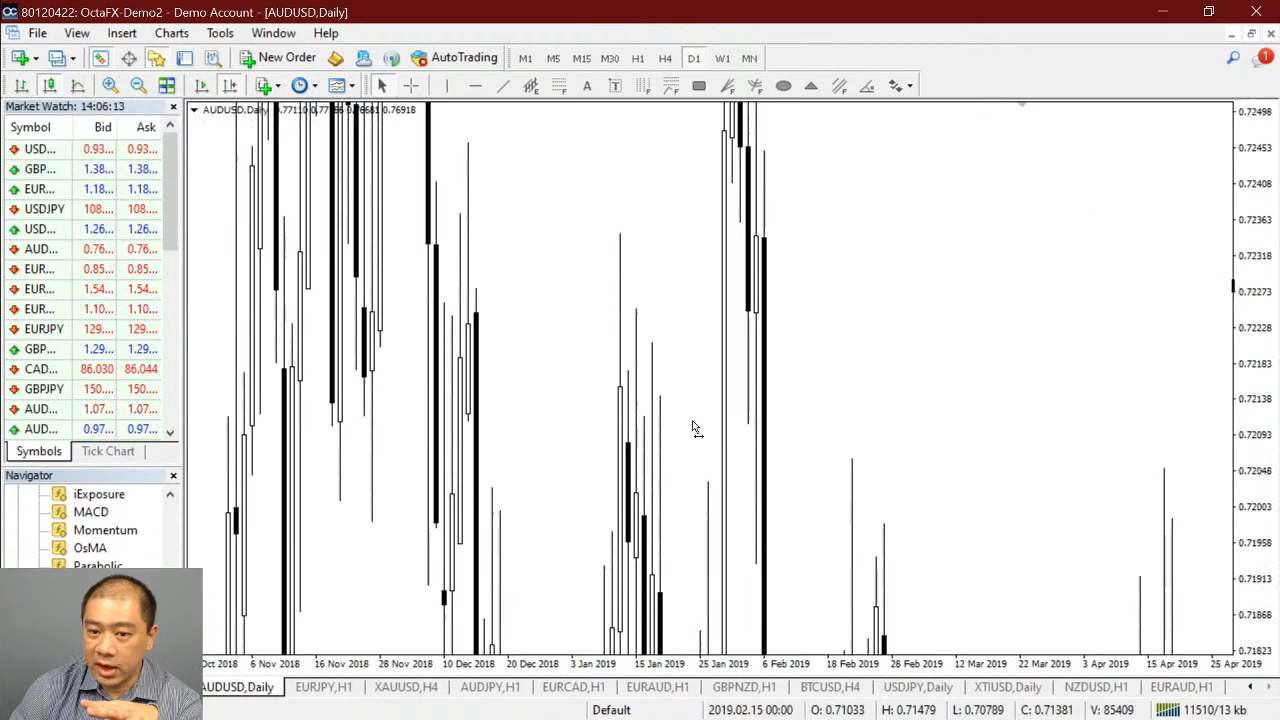 80120422: OctaFX-Demo2 - Demo Account - [AUDUSD,Daily]
File View Insert Charts Tools Window Help
New Order AutoTrading M1 M5 M15 M30 H1 H4 D1 W1 MN 1
Market Watch: 14:06:13
Symbol Bid Ask
USD... 0.93... 0.93...
GBP... 1.38... 1.38...
EUR... 1.18... 1.18...
USDJPY 108.... 108....
USD... 1.26... 1.26...
AUD... 0.76... 0.76...
EUR... 0.85... 0.85...
EUR... 1.54... 1.54...
EUR... 1.10... 1.10...
EURJPY 129.... 129....
GBP... 1.29... 1.29...
CAD... 86.030 86.044
GBPJPY 150.... 150....
AUD... 1.07... 1.07...
AUD... 0.97... 0.97...
Symbols Tick Chart
Navigator
iExposure
MACD
Momentum
OsMA
Parabolic
AUDUSD,Daily 0.76918
0.72498
0.72453
0.72408
0.72363
0.72318
0.72273
0.72228
0.72183
0.72138
0.72093
0.72048
0.72003
0.71958
0.71913
0.71868
0.71823
Oct 2018 6 Nov 2018 16 Nov 2018 28 Nov 2018 10 Dec 2018 20 Dec 2018 3 Jan 2019 15 Jan 2019 25 Jan 2019 6 Feb 2019 18 Feb 2019 28 Feb 2019 12 Mar 2019 22 Mar 2019 3 Apr 2019 15 Apr 2019 25 Apr 2019
AUDUSD,Daily EURJPY,H1 XAUUSD,H4 AUDJPY,H1 EURCAD,H1 EURAUD,H1 GBPNZD,H1 BTCUSD,H4 USDJPY,Daily XTIUSD,Daily NZDUSD,H1 EURAUD,H1
Default 2019.02.15 00:00 O: 0.71033 H: 0.71479 L: 0.70789 C: 0.71381 V: 85409 11510/13 kb